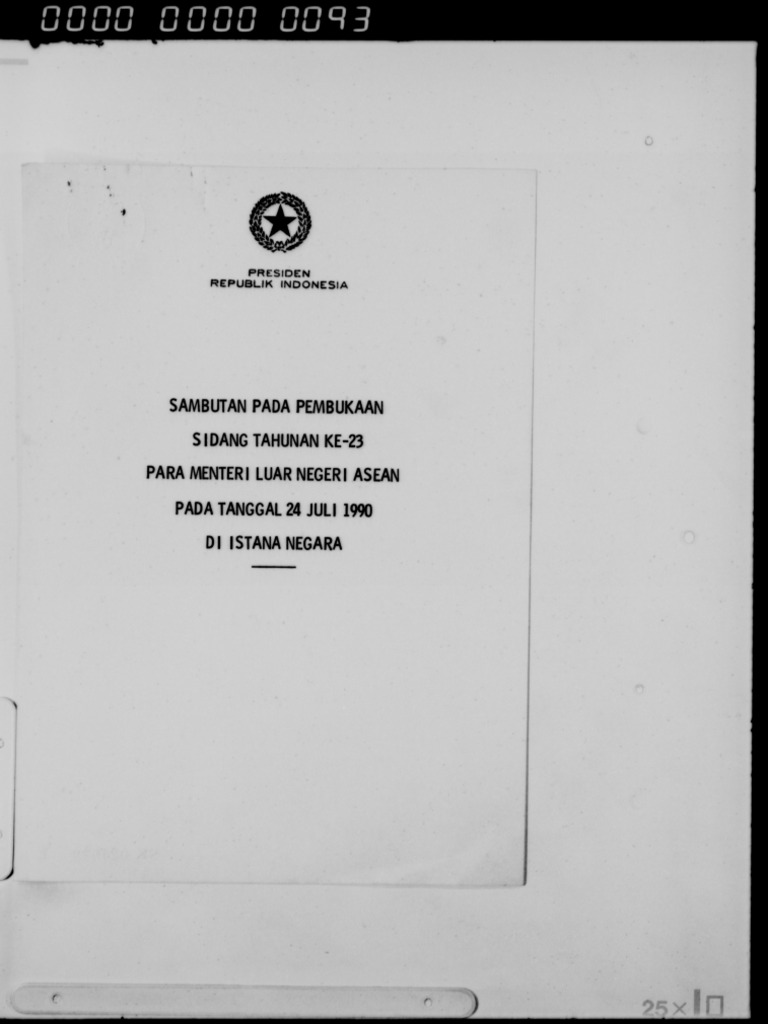 0000 0000 0093
PRESIDEN
REPUBLIK INDONESIA
SAMBUTAN PADA PEMBUKAAN
SIDANG TAHUNAN KE-23
PARA MENTERI LUAR NEGERI ASEAN
PADA TANGGAL 24 JULI 1990
DI ISTANA NEGARA
25×